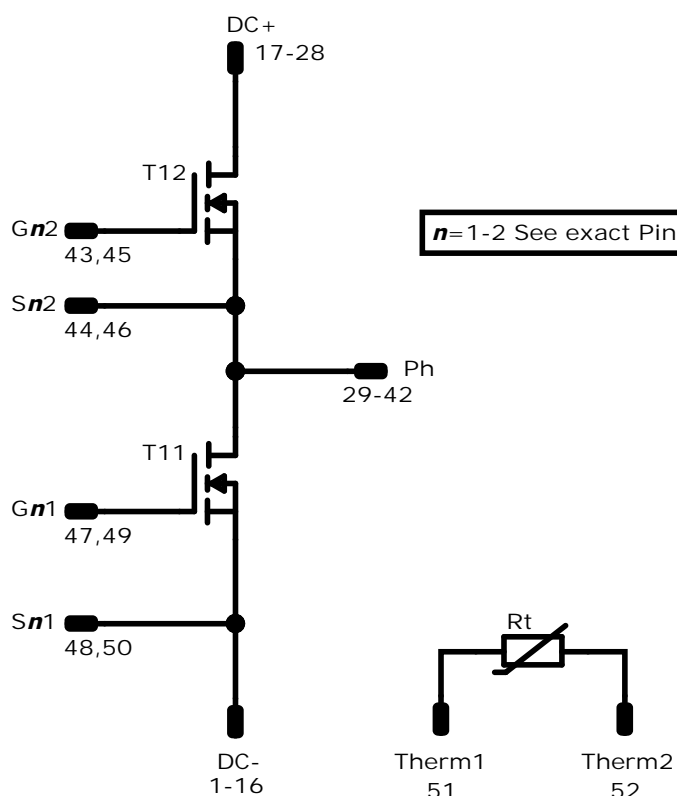 DC+
17-28
T12
Gn2
43,45
n=1-2 See exact Pin
Sn2
44,46
Ph
29-42
T11
Gn1
47,49
Sn1
48,50
Rt
DC-
1-16
Therm1
51
Therm2
52